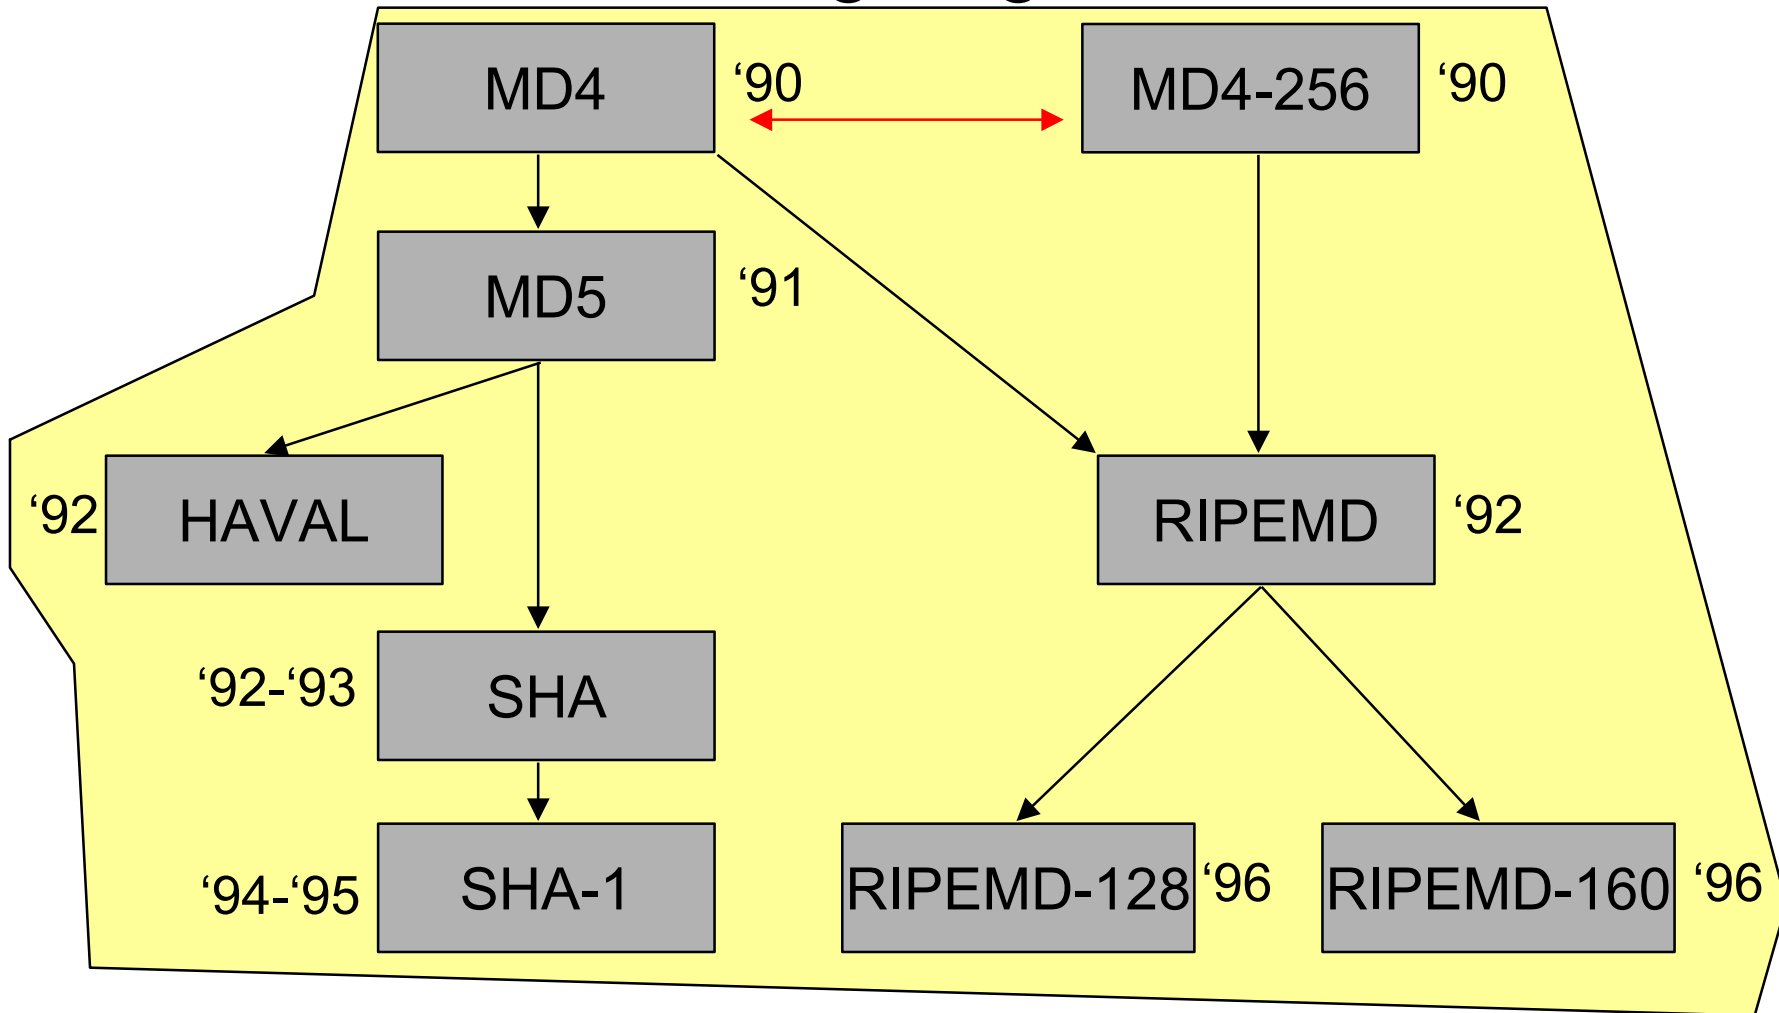 MD4 ‘90 MD4-256 ‘90
MD5 ‘91
‘92 HAVAL RIPEMD ‘92
‘92-‘93 SHA
‘94-‘95 SHA-1 RIPEMD-128 ‘96 RIPEMD-160 ‘96